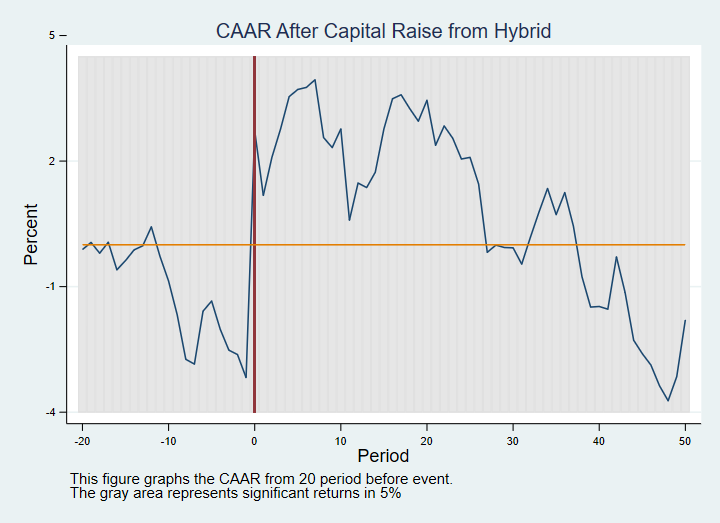 CAAR After Capital Raise from Hybrid
5
2
-1
-4
Percent
-20 -10 0 10 20 30 40 50
Period
This figure graphs the CAAR from 20 period before event.
The gray area represents significant returns in 5%